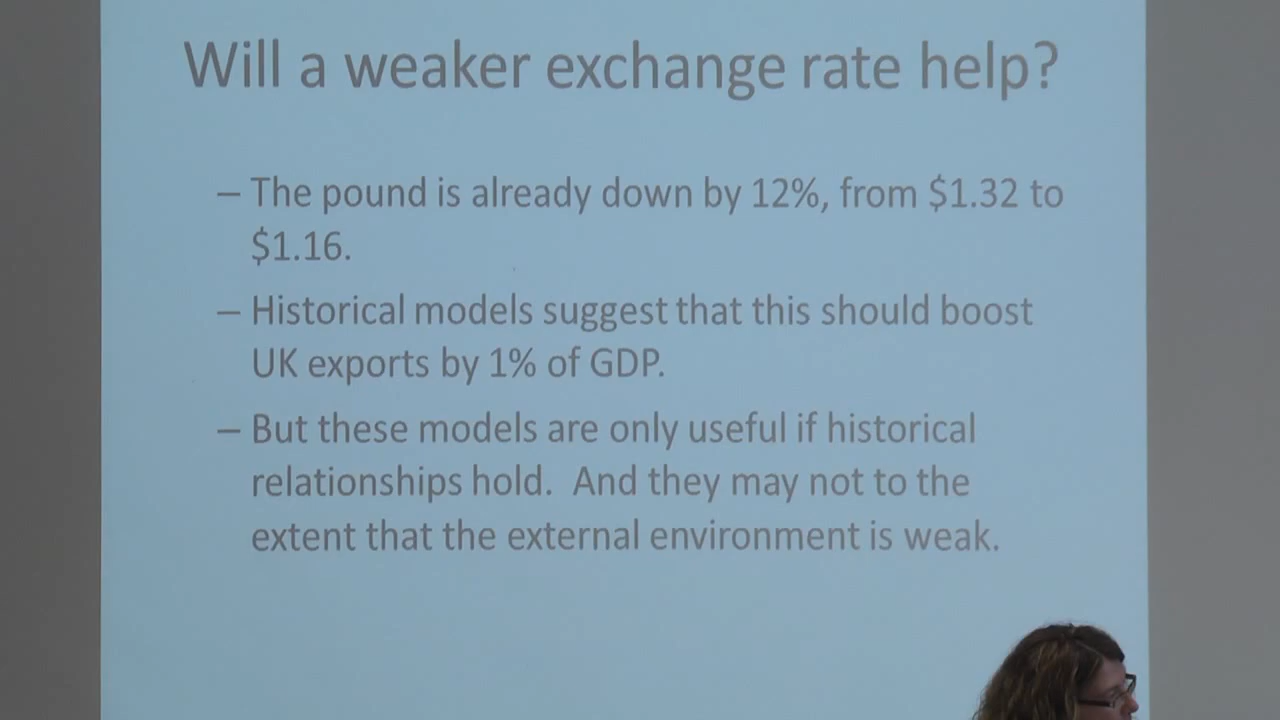 Will a weaker exchange rate help?
– The pound is already down by 12%, from $1.32 to
$1.16.
– Historical models suggest that this should boost
UK exports by 1% of GDP.
– But these models are only useful if historical
relationships hold.  And they may not to the
extent that the external environment is weak.